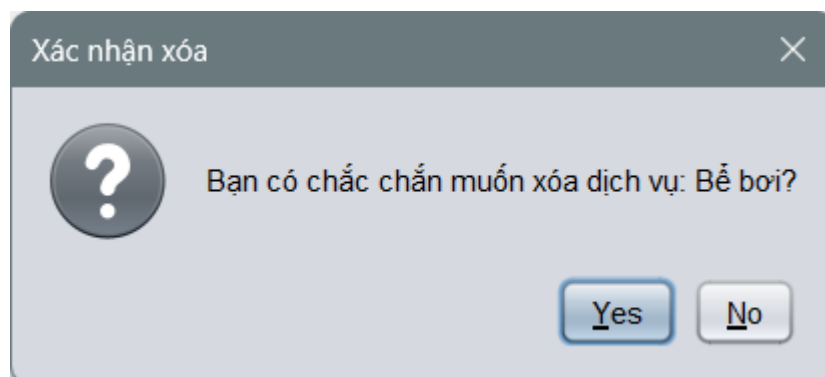 Xác nhận xóa
Bạn có chắc chắn muốn xóa dịch vụ: Bể bơi?
Yes No